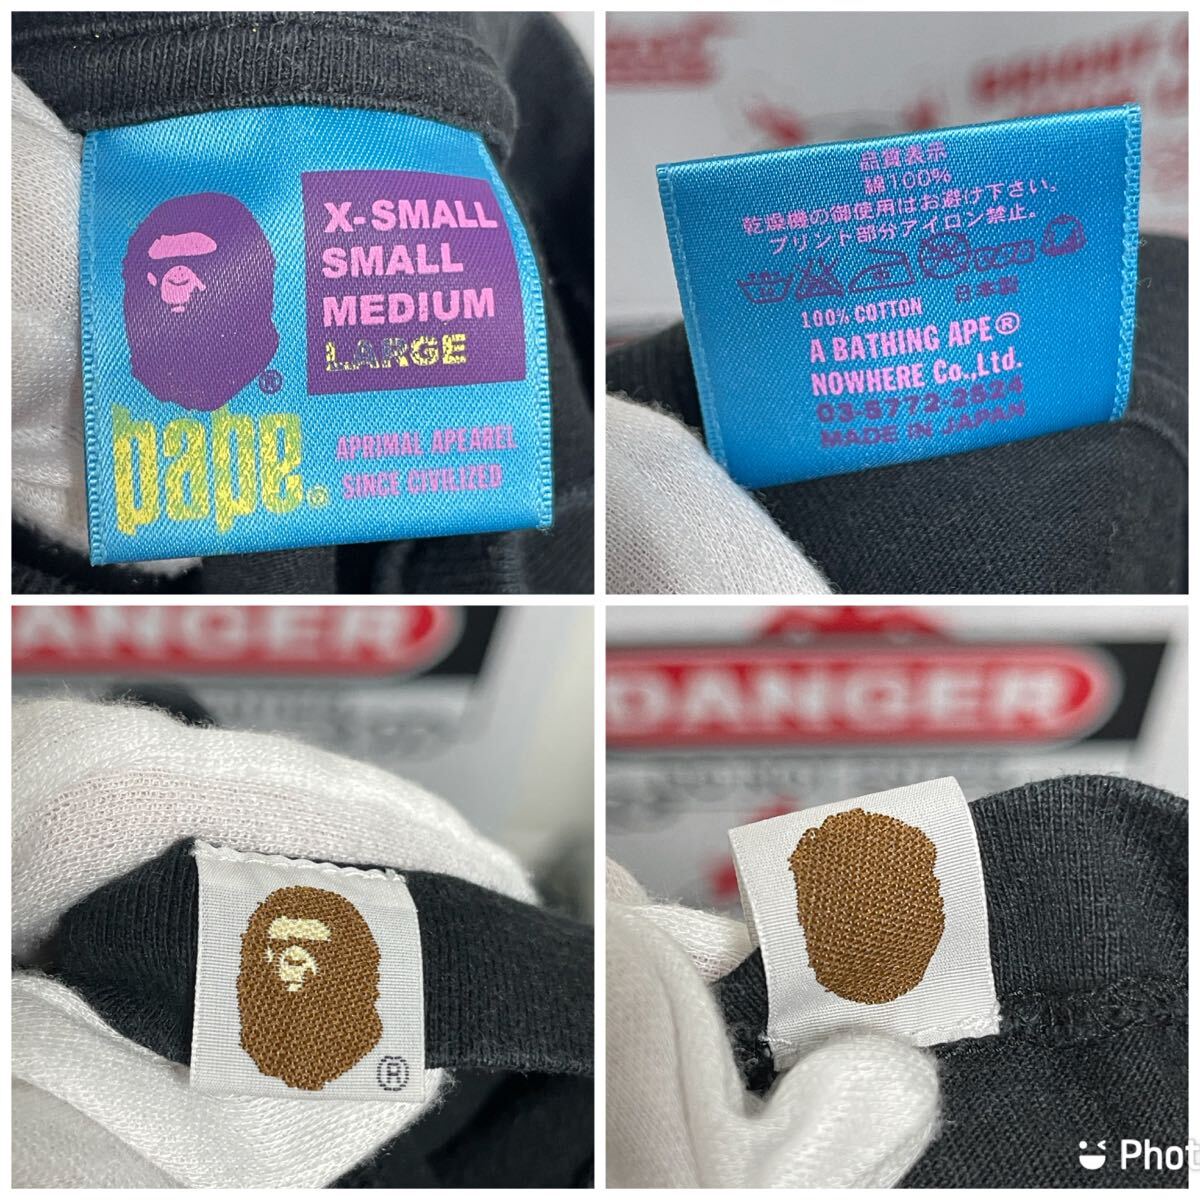 X-SMALL
SMALL
MEDIUM
LARGE
®
bape®
APRIMAL APEAREL
SINCE CIVILIZED
品質表示
綿100%
乾燥機の御使用はお避け下さい。
プリント部分アイロン禁止。
日本製
100% COTTON
A BATHING APE®
NOWHERE Co.,Ltd.
03-5772-2524
MADE IN JAPAN
DANGER
®
DANGER
Phot